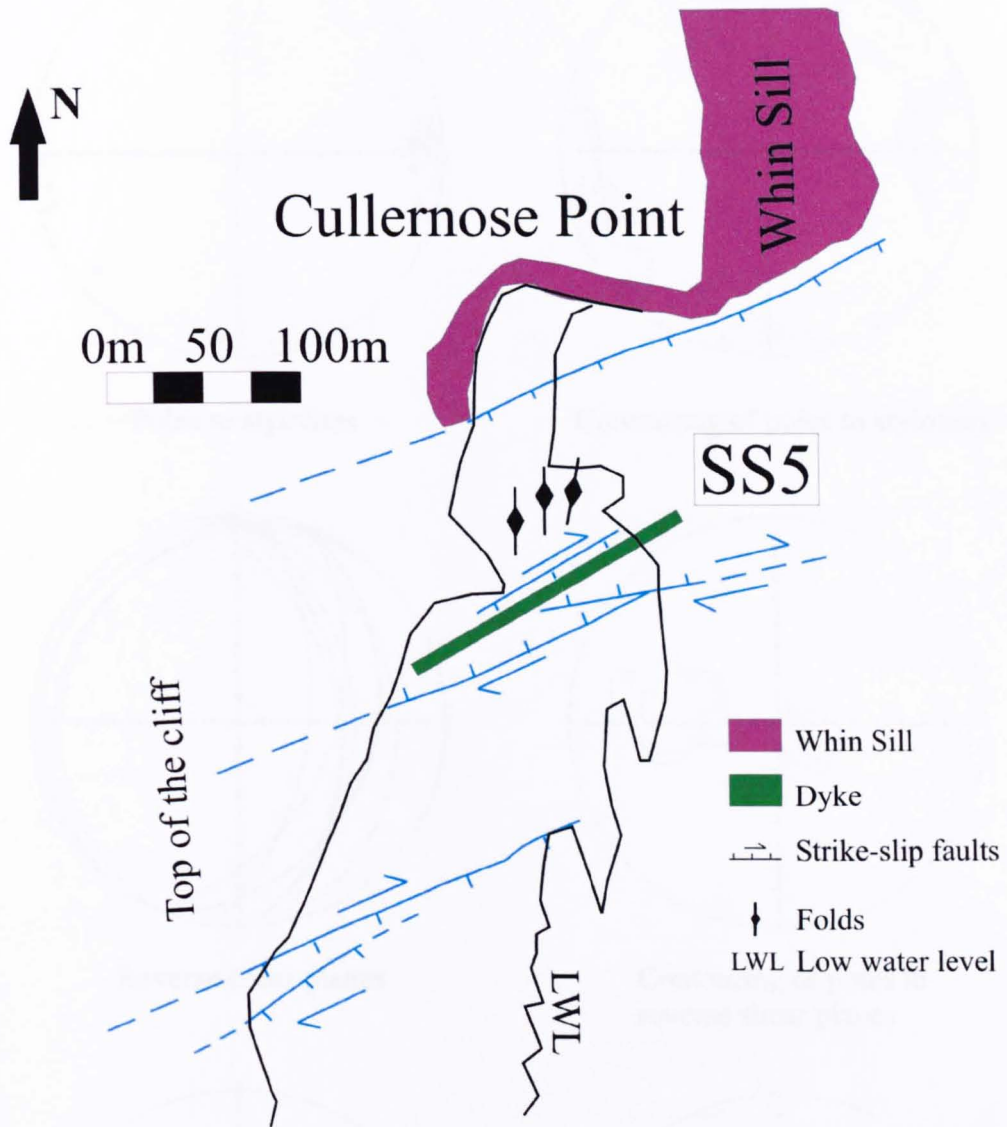 N
Whin Sill
Cullernose Point
0m 50 100m
SS5
Top of the cliff
Whin Sill
Dyke
Strike-slip faults
Folds
LWL Low water level
LWL